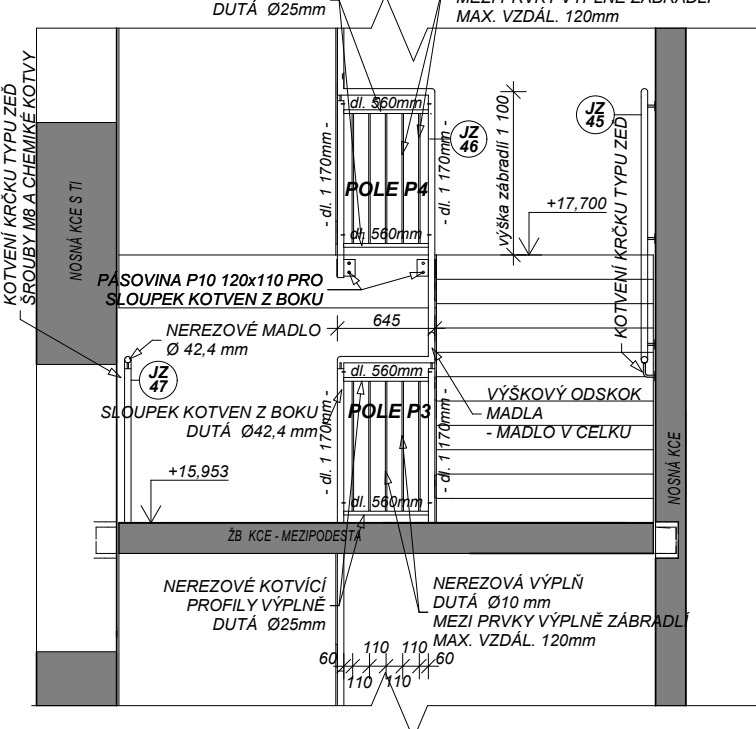 DUTÁ Ø25mm
MEZI PRVKY VÝPLNĚ ZÁBRADLÍ
MAX. VZDÁL. 120mm
KOTVENÍ KRČKU TYPU ZEĎ
ŠROUBY M8 A CHEMIKÉ KOTVY
NOSNÁ KCE S TI
- dl. 560mm -
- dl. 1 170mm -
POLE P4
- dl. 1 170mm -
dl. 560mm -
JZ
46
výška zábradlí 1 100
JZ
45
+17,700
KOTVENÍ KRČKU TYPU ZEĎ
PÁSOVINA P10 120x110 PRO
SLOUPEK KOTVEN Z BOKU
645
NEREZOVÉ MADLO
Ø 42,4 mm
JZ
47
- dl. 560mm -
SLOUPEK KOTVEN Z BOKU
DUTÁ Ø42,4 mm
- dl. 1 170mm -
POLE P3
- dl. 1 170mm -
- dl. 560mm -
VÝŠKOVÝ ODSKOK
MADLA
- MADLO V CELKU
+15,953
NOSNÁ KCE
ŽB KCE - MEZIPODESTA
NEREZOVÉ KOTVÍCÍ
PROFILY VÝPLNĚ
DUTÁ Ø25mm
NEREZOVÁ VÝPLŇ
DUTÁ Ø10 mm
MEZI PRVKY VÝPLNĚ ZÁBRADLÍ
MAX. VZDÁL. 120mm
60 110 110 60
110 110